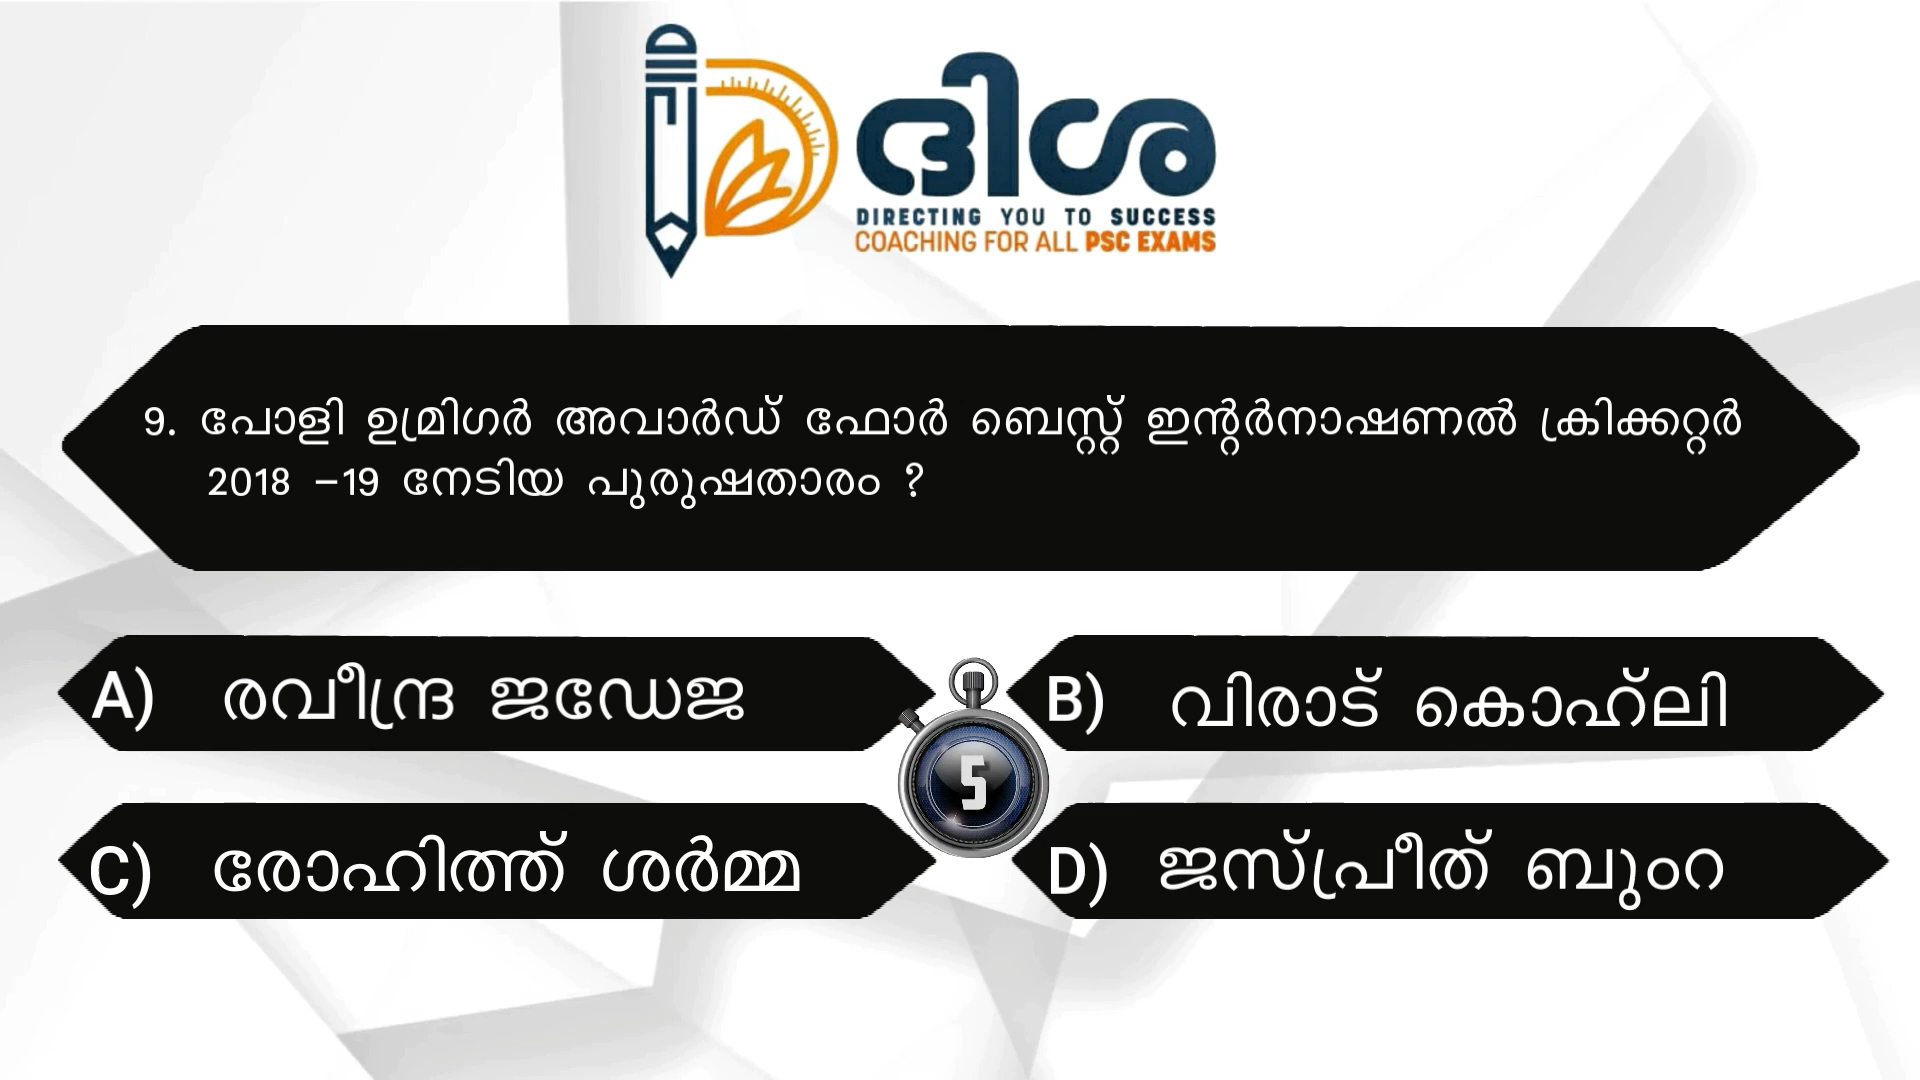 ദിശ
DIRECTING YOU TO SUCCESS
COACHING FOR ALL PSC EXAMS
9. പോളി ഉമ്രിഗർ അവാർഡ് ഫോർ ബെസ്റ്റ് ഇന്റർനാഷണൽ ക്രിക്കറ്റർ
2018 –19 നേടിയ പുരുഷതാരം ?
A) രവീന്ദ്ര ജഡേജ
B) വിരാട് കൊഹ്‌ലി
5
C) രോഹിത്ത് ശർമ്മ
D) ജസ്പ്രീത് ബുംറ